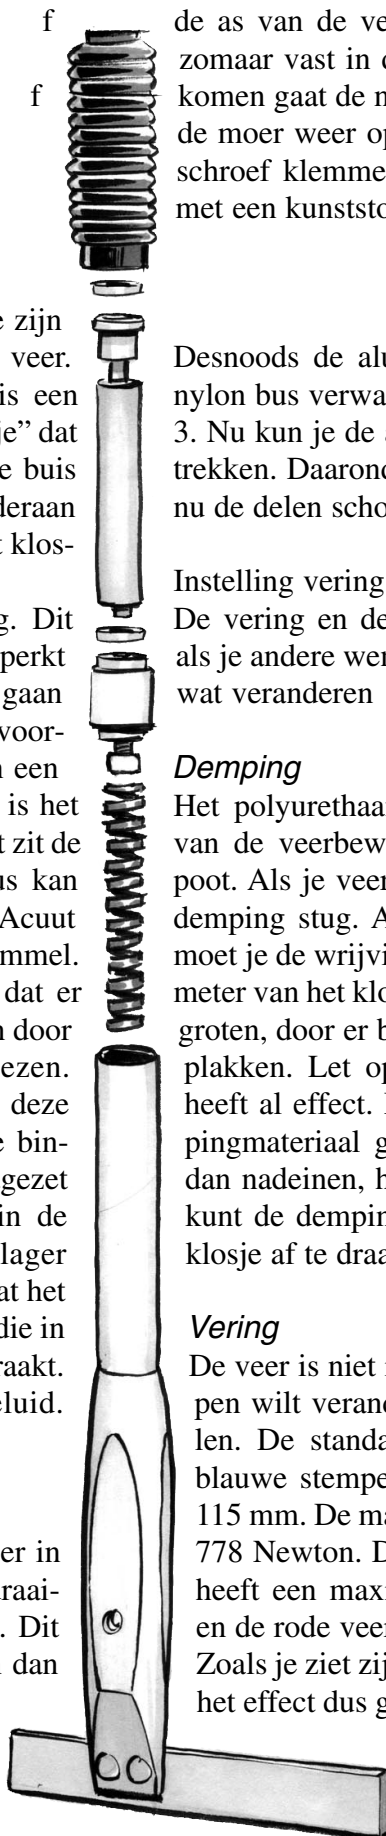 f
f
e zijn
veer.
is een
je” dat
e buis
deraan
t klos-
g. Dit
perkt
gaan
voor-
n een
is het
t zit de
us kan
Acuut
mmel.
dat er
n door
ezen.
deze
e bin-
gezet
in de
lager
at het
die in
raakt.
eluid.
er in
draai-
. Dit
n dan
de as van de ve
zomaar vast in d
komen gaat de m
de moer weer op
schroef klemme
met een kunststo
Desnoods de alu
nylon bus verwa
3. Nu kun je de a
trekken. Daarond
nu de delen scho
Instelling vering
De vering en de
als je andere wen
wat veranderen
Demping
Het polyurethaan
van de veerbew
poot. Als je veer
demping stug. A
moet je de wrijvi
meter van het klo
groten, door er b
plakken. Let op
heeft al effect. 
pingmateriaal g
dan nadeinen, h
kunt de dempin
klosje af te draa
Vering
De veer is niet i
pen wilt verand
len. De standa
blauwe stempe
115 mm. De ma
778 Newton. D
heeft een maxi
en de rode veer
Zoals je ziet zij
het effect dus g